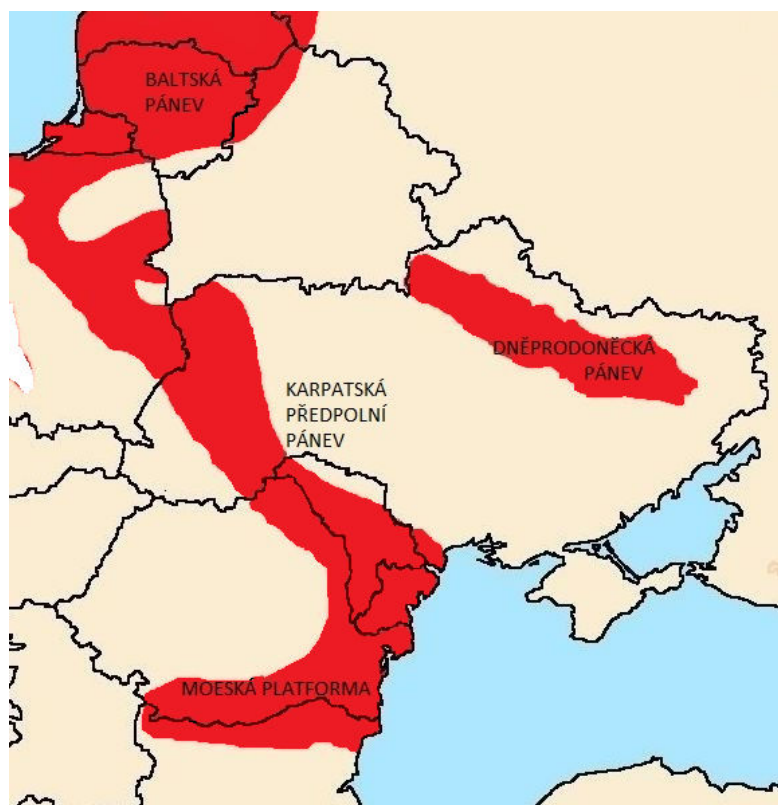 BALTSKÁ
PÁNEV
DNĚPRODONĚCKÁ
PÁNEV
KARPATSKÁ
PŘEDPOLNÍ
PÁNEV
MOESKÁ PLATFORMA